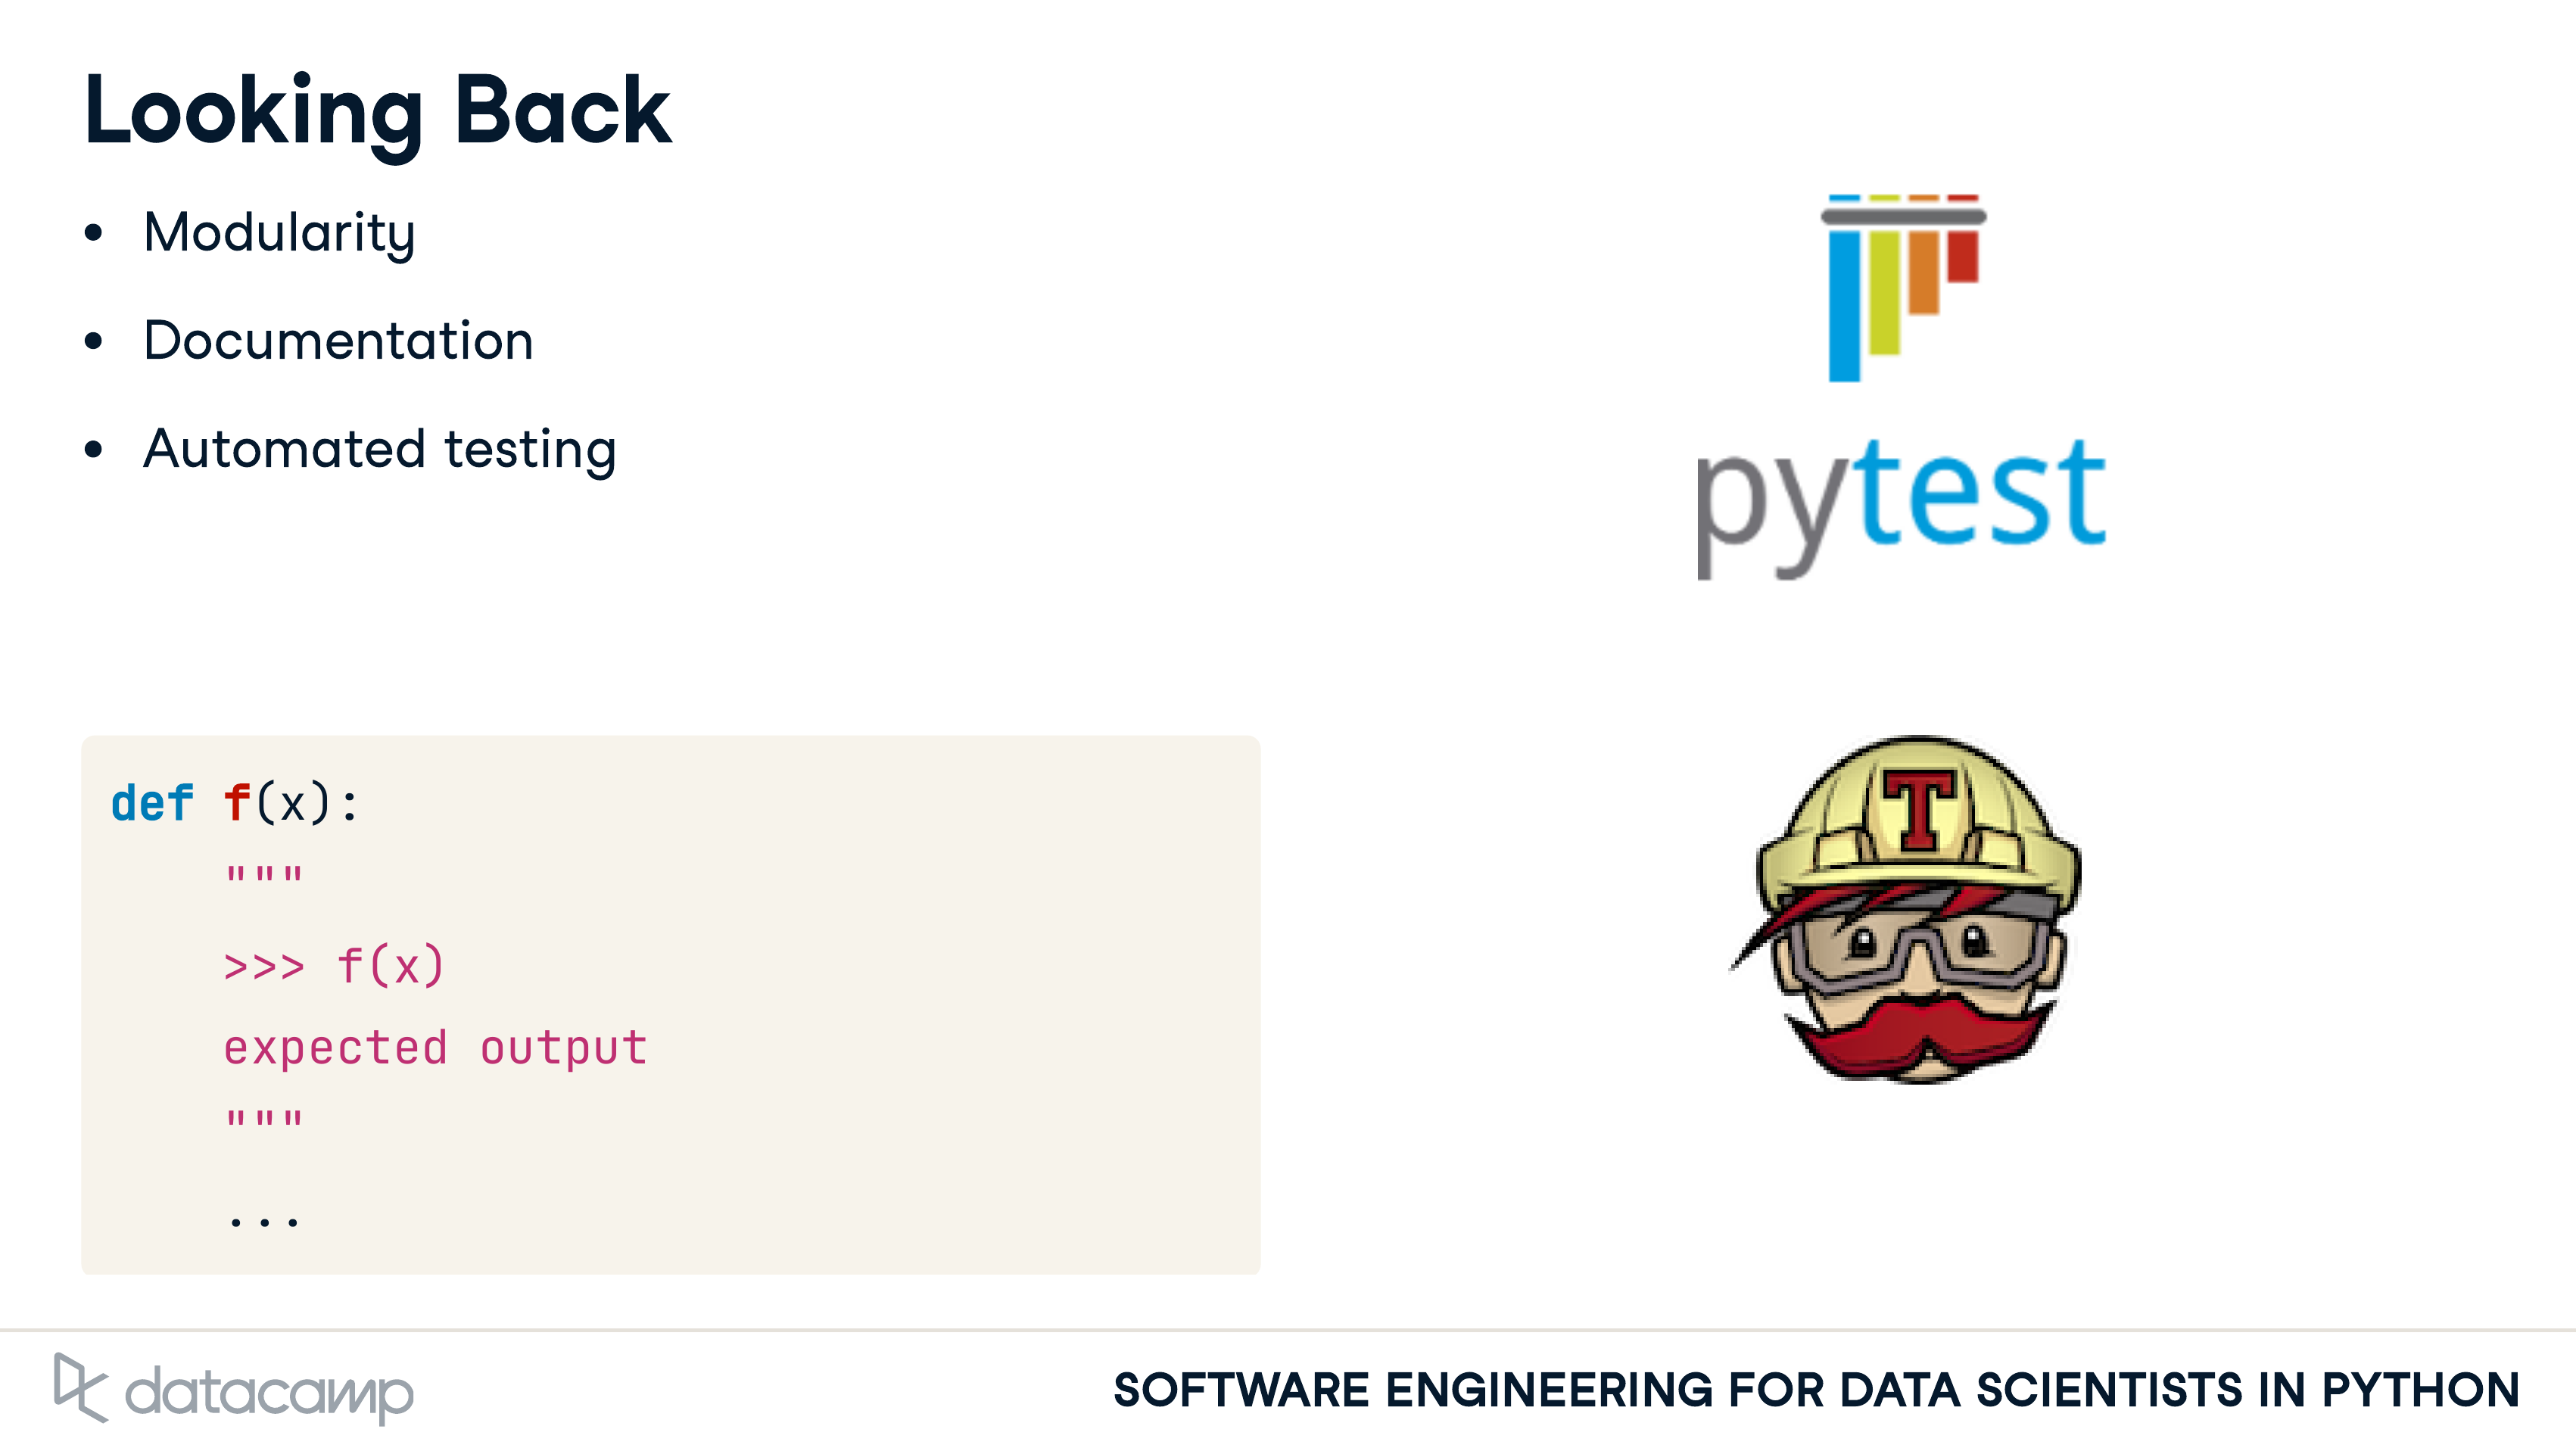 Looking Back
• Modularity
• Documentation
• Automated testing
pytest
def f(x):
    """
    >>> f(x)
    expected output
    """
    ...
T
datacamp
SOFTWARE ENGINEERING FOR DATA SCIENTISTS IN PYTHON